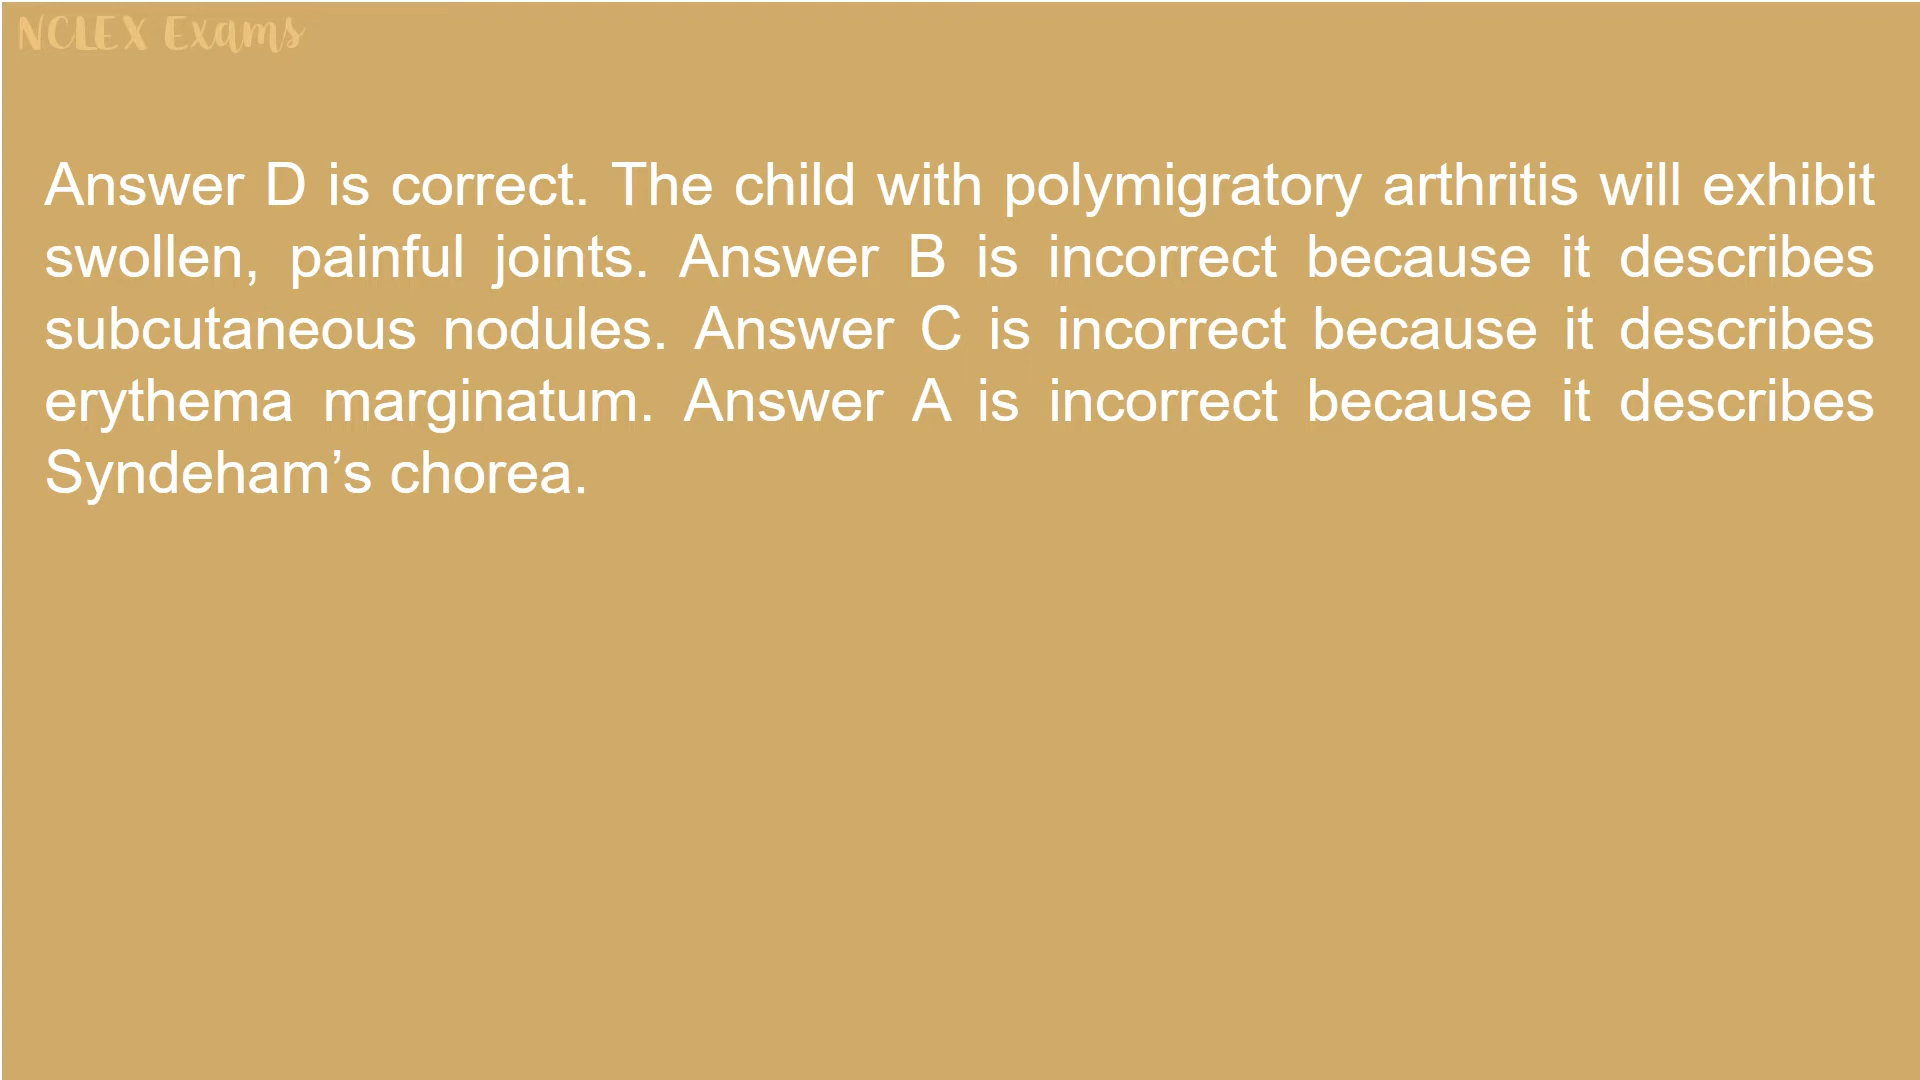 NCLEX Exams
Answer D is correct. The child with polymigratory arthritis will exhibit
swollen, painful joints. Answer B is incorrect because it describes
subcutaneous nodules. Answer C is incorrect because it describes
erythema marginatum. Answer A is incorrect because it describes
Syndeham’s chorea.